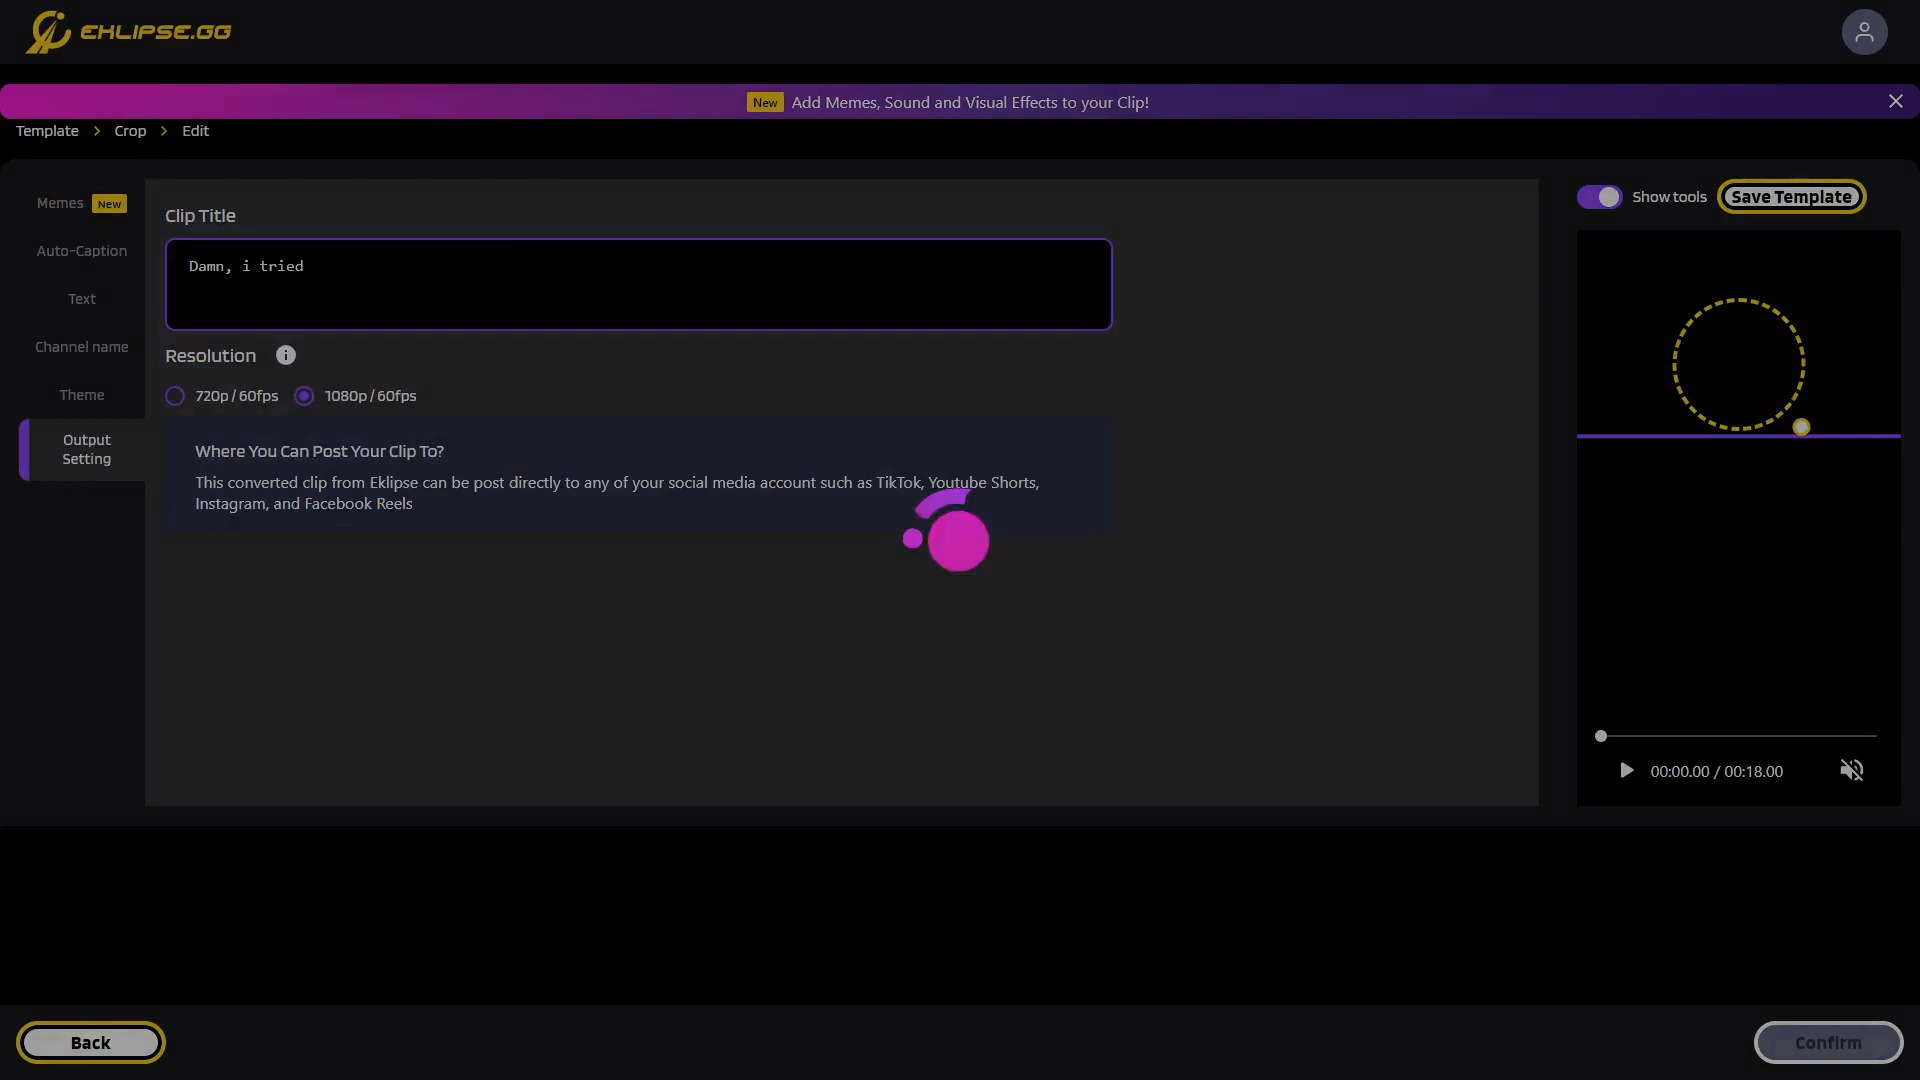 EKLIPSE.GG
New Add Memes, Sound and Visual Effects to your Clip!
Template > Crop > Edit
Memes New
Auto-Caption
Text
Channel name
Theme
Output
Setting
Clip Title
Damn, i tried
Resolution i
720p / 60fps 1080p / 60fps
Where You Can Post Your Clip To?
This converted clip from Eklipse can be post directly to any of your social media account such as TikTok, Youtube Shorts,
Instagram, and Facebook Reels
Show tools Save Template
00:00.00 / 00:18.00
Back
Confirm